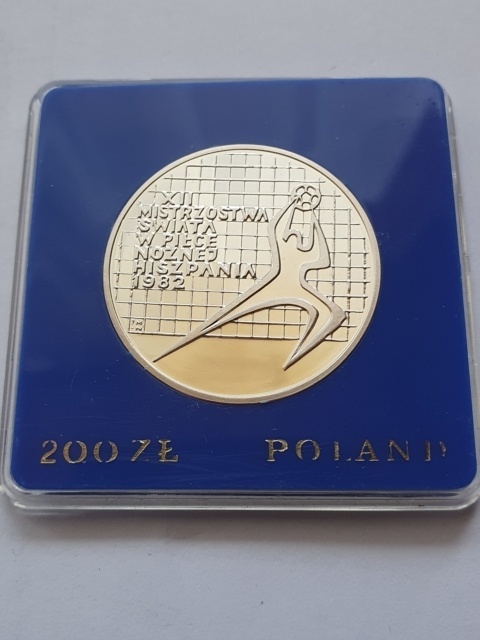 XII
MISTRZOSTWA
ŚWIATA
W PIŁCE
NOŻNEJ
HISZPANIA
1982
200 ZŁ POLAND